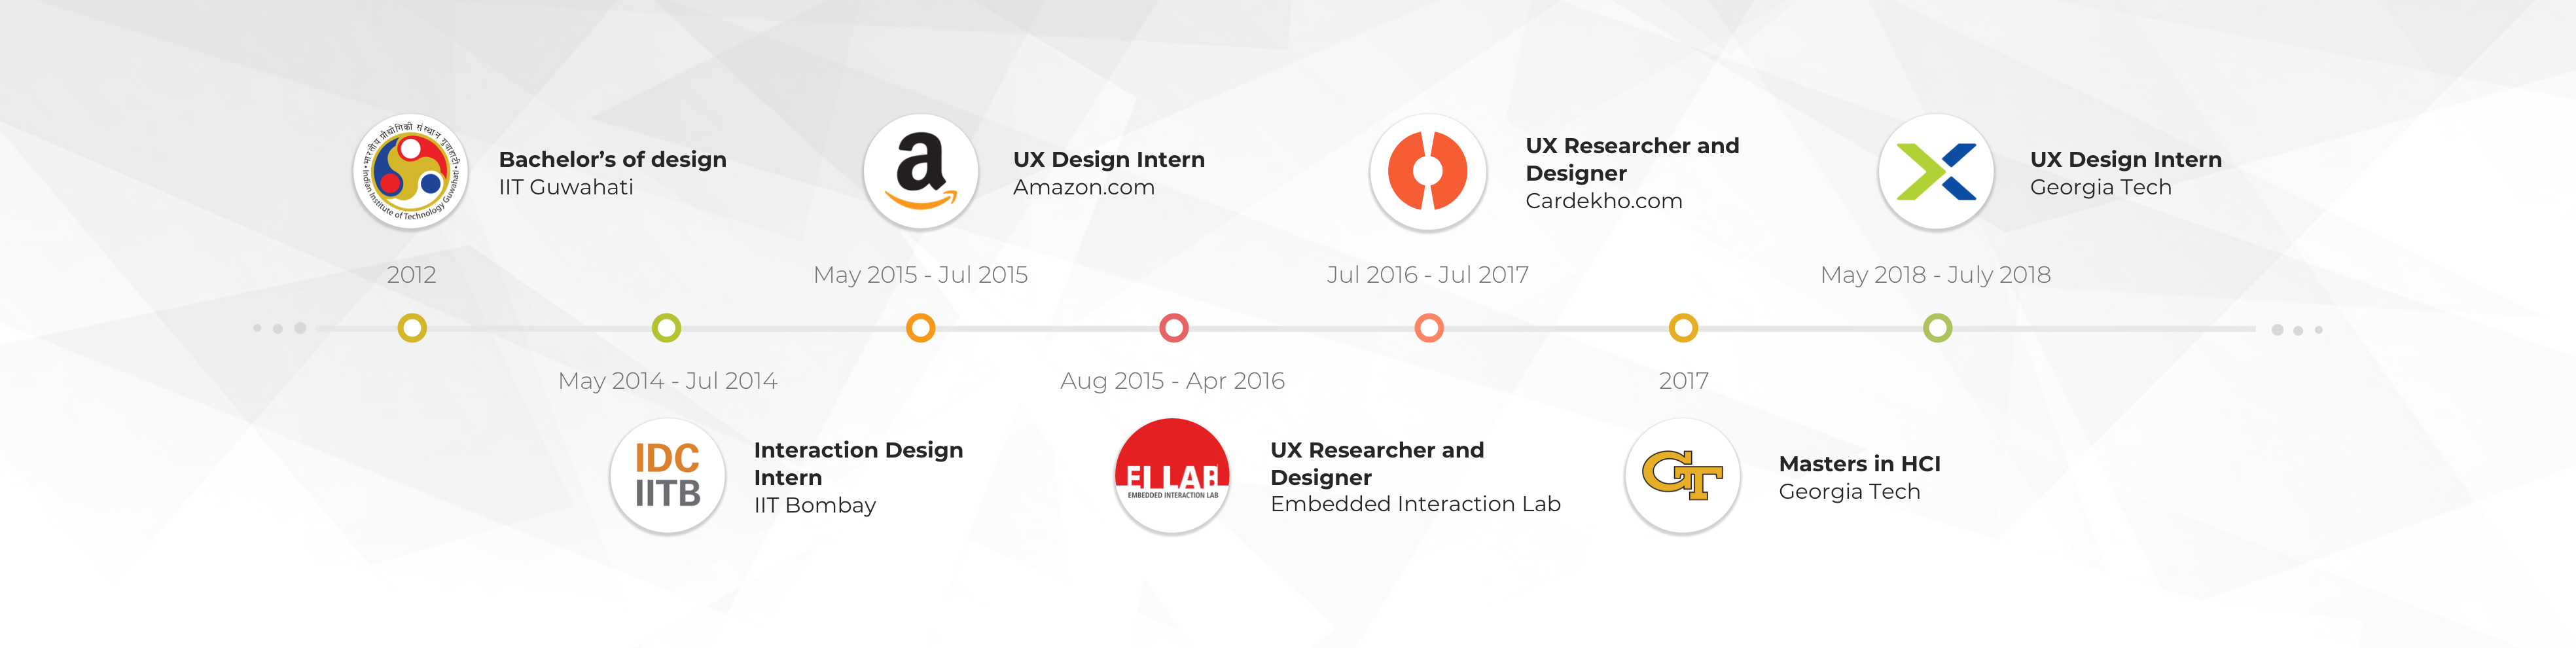 भारतीय प्रौद्योगिकी संस्थान गुवाहाटी
Indian Institute of Technology Guwahati
Bachelor’s of design
IIT Guwahati
2012
May 2014 - Jul 2014
IDC
IITB
Interaction Design
Intern
IIT Bombay
a
UX Design Intern
Amazon.com
May 2015 - Jul 2015
Aug 2015 - Apr 2016
EI LAB
EMBEDDED INTERACTION LAB
UX Researcher and
Designer
Embedded Interaction Lab
UX Researcher and
Designer
Cardekho.com
Jul 2016 - Jul 2017
2017
GT
Masters in HCI
Georgia Tech
UX Design Intern
Georgia Tech
May 2018 - July 2018